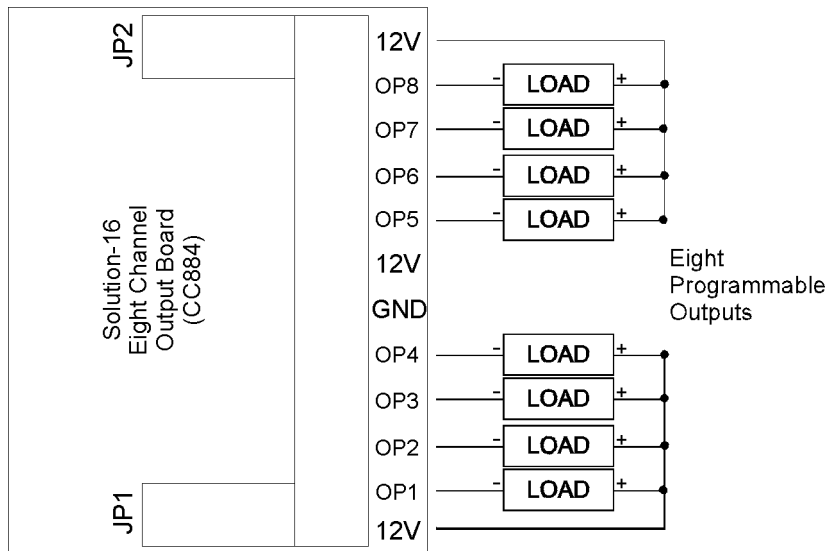 JP2
12V
OP8
- LOAD +
OP7
- LOAD +
OP6
- LOAD +
OP5
- LOAD +
12V
GND
OP4
- LOAD +
OP3
- LOAD +
OP2
- LOAD +
OP1
- LOAD +
12V
JP1
Solution-16
Eight Channel
Output Board
(CC884)
Eight
Programmable
Outputs